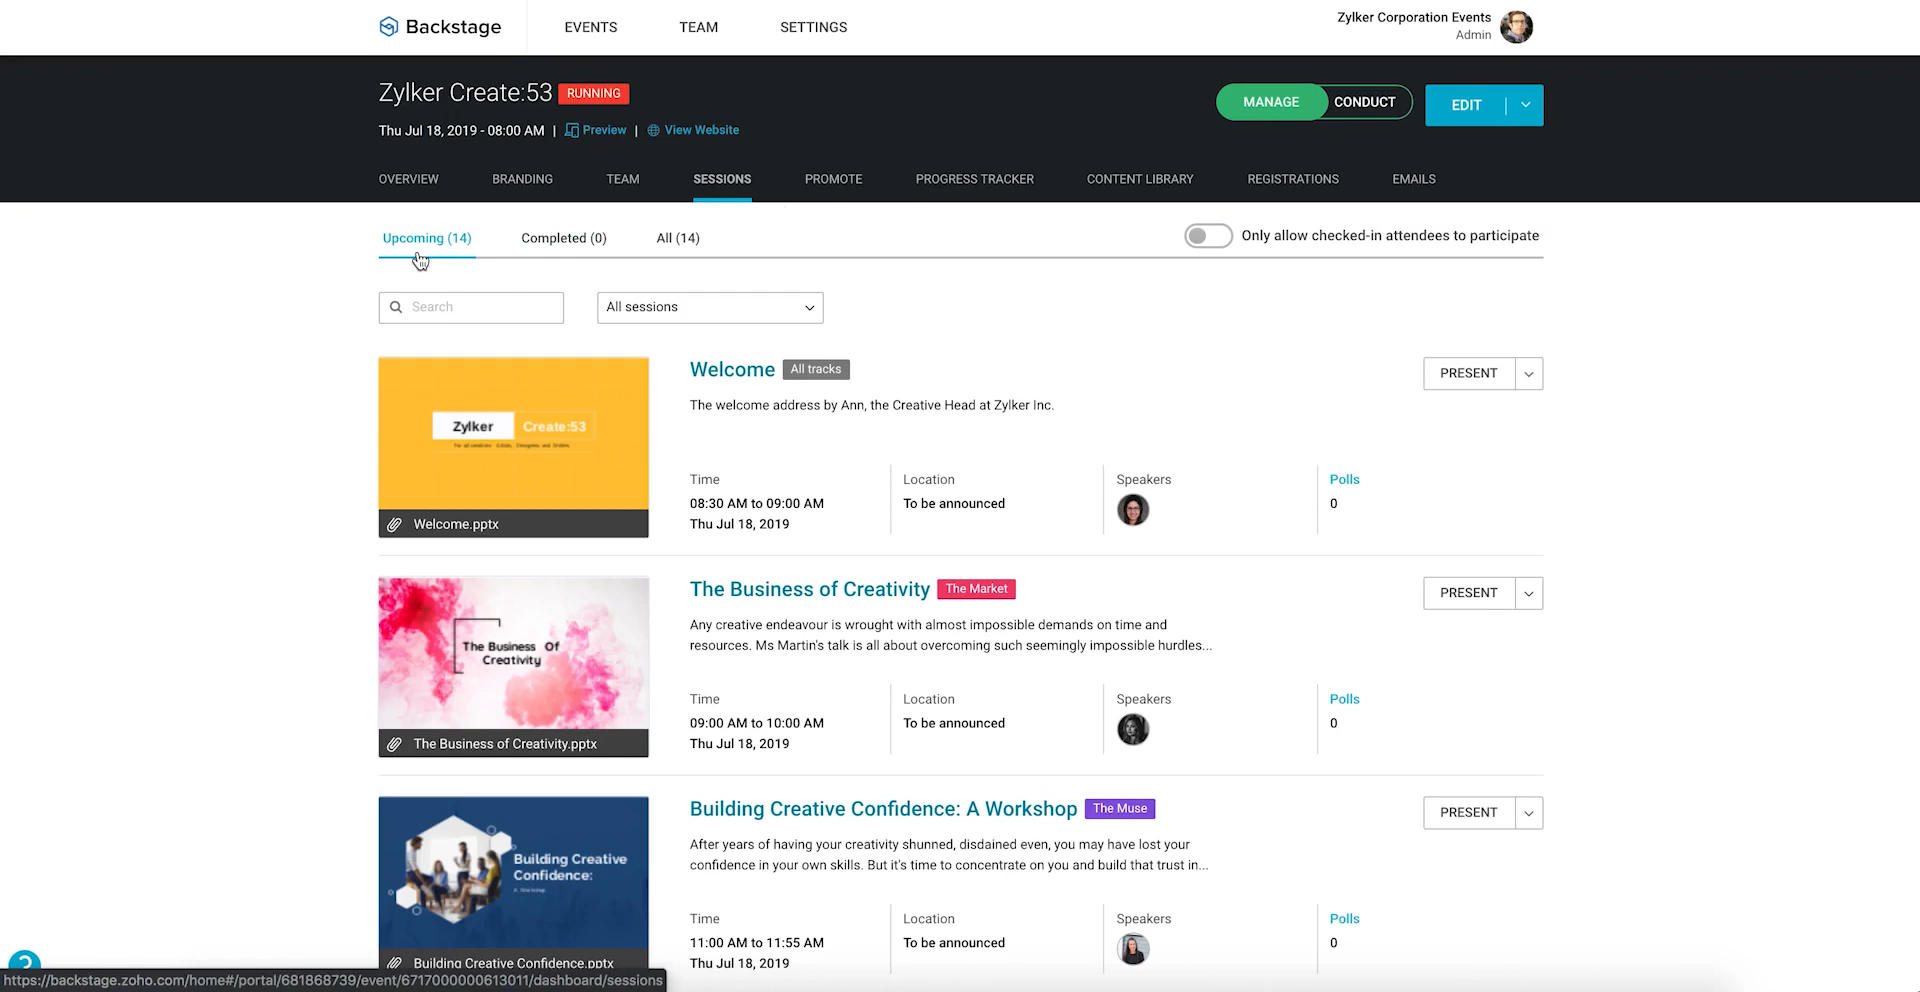 Backstage
EVENTS
TEAM
SETTINGS
Zylker Corporation Events
Admin
Zylker Create:53
RUNNING
MANAGE
CONDUCT
EDIT
Thu Jul 18, 2019 - 08:00 AM | Preview | View Website
OVERVIEW
BRANDING
TEAM
SESSIONS
PROMOTE
PROGRESS TRACKER
CONTENT LIBRARY
REGISTRATIONS
EMAILS
Upcoming (14)
Completed (0)
All (14)
Only allow checked-in attendees to participate
Search
All sessions
Zylker
Create:53
Welcome.pptx
Welcome
All tracks
PRESENT
The welcome address by Ann, the Creative Head at Zylker Inc.
Time
08:30 AM to 09:00 AM
Thu Jul 18, 2019
Location
To be announced
Speakers
Polls
0
The Business Of
Creativity
The Business of Creativity.pptx
The Business of Creativity
The Market
PRESENT
Any creative endeavour is wrought with almost impossible demands on time and
resources. Ms Martin's talk is all about overcoming such seemingly impossible hurdles...
Time
09:00 AM to 10:00 AM
Thu Jul 18, 2019
Location
To be announced
Speakers
Polls
0
Building Creative
Confidence:
Building Creative Confidence.pptx
Building Creative Confidence: A Workshop
The Muse
PRESENT
After years of having your creativity shunned, disdained even, you may have lost your
confidence in your own skills. But it's time to concentrate on you and build that trust in...
Time
11:00 AM to 11:55 AM
Thu Jul 18, 2019
Location
To be announced
Speakers
Polls
0
?
https://backstage.zoho.com/home#/portal/681868739/event/6717000000613011/dashboard/sessions